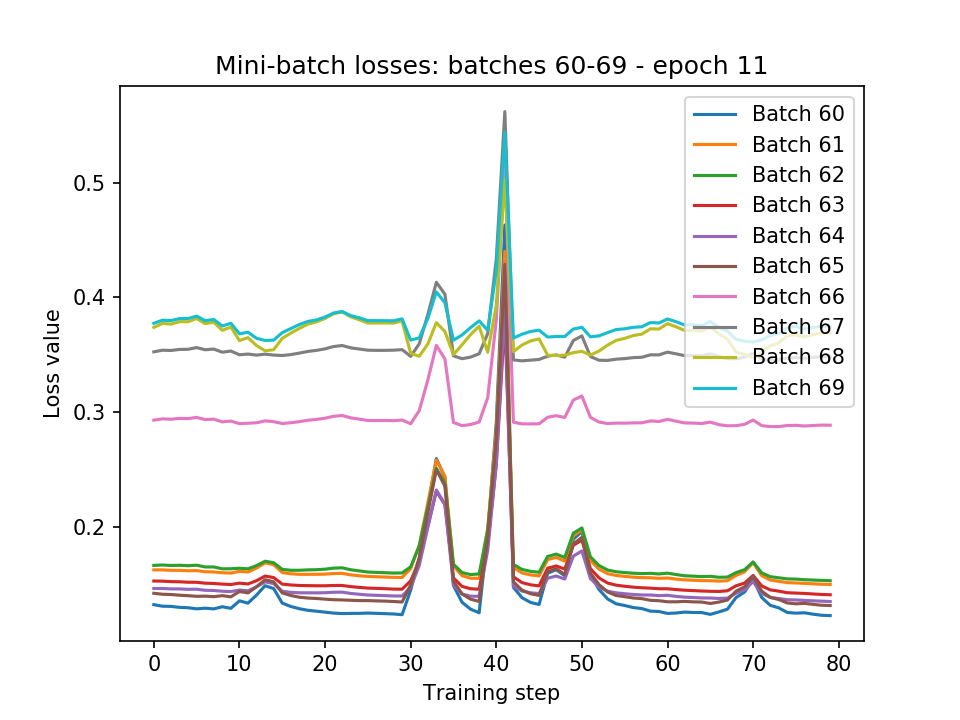 Mini-batch losses: batches 60-69 - epoch 11
Loss value
0.5
0.4
0.3
0.2
0
10
20
30
40
50
60
70
80
Training step
Batch 60
Batch 61
Batch 62
Batch 63
Batch 64
Batch 65
Batch 66
Batch 67
Batch 68
Batch 69